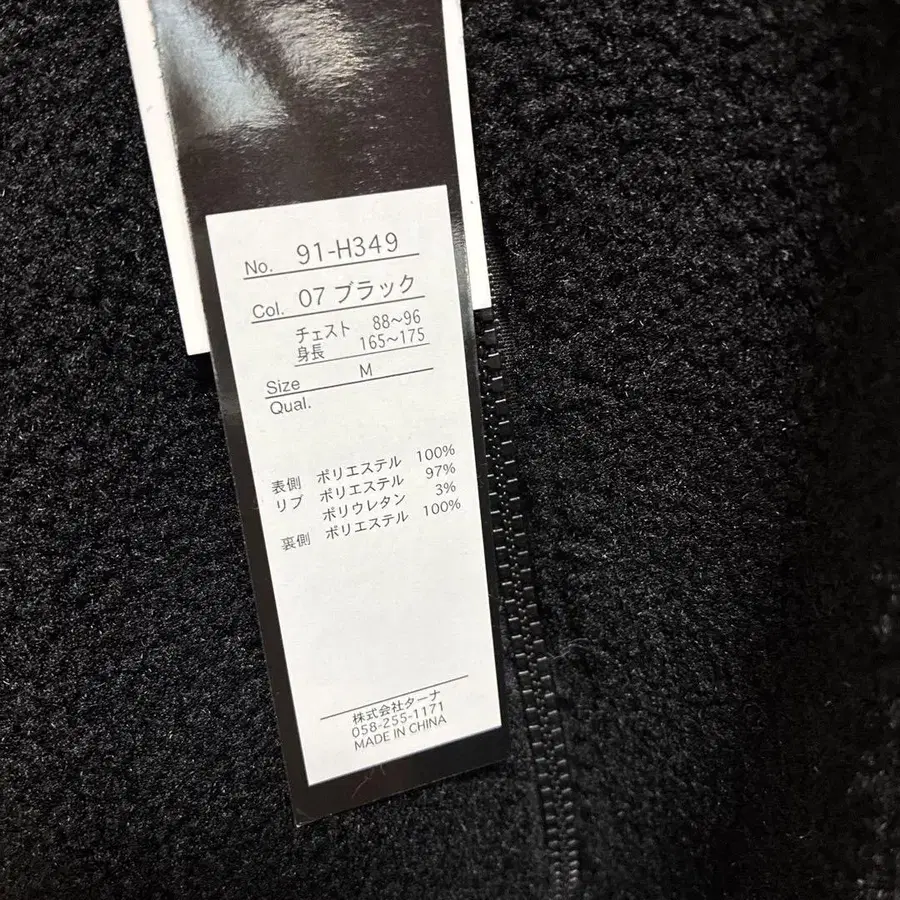 No. 91-H349
Col. 07 ブラック
チェスト 88～96
身長 165～175
Size M
Qual.
表側 ポリエステル 100%
リブ ポリエステル 97%
ポリウレタン 3%
裏側 ポリエステル 100%
株式会社ターナ
058-255-1171
MADE IN CHINA